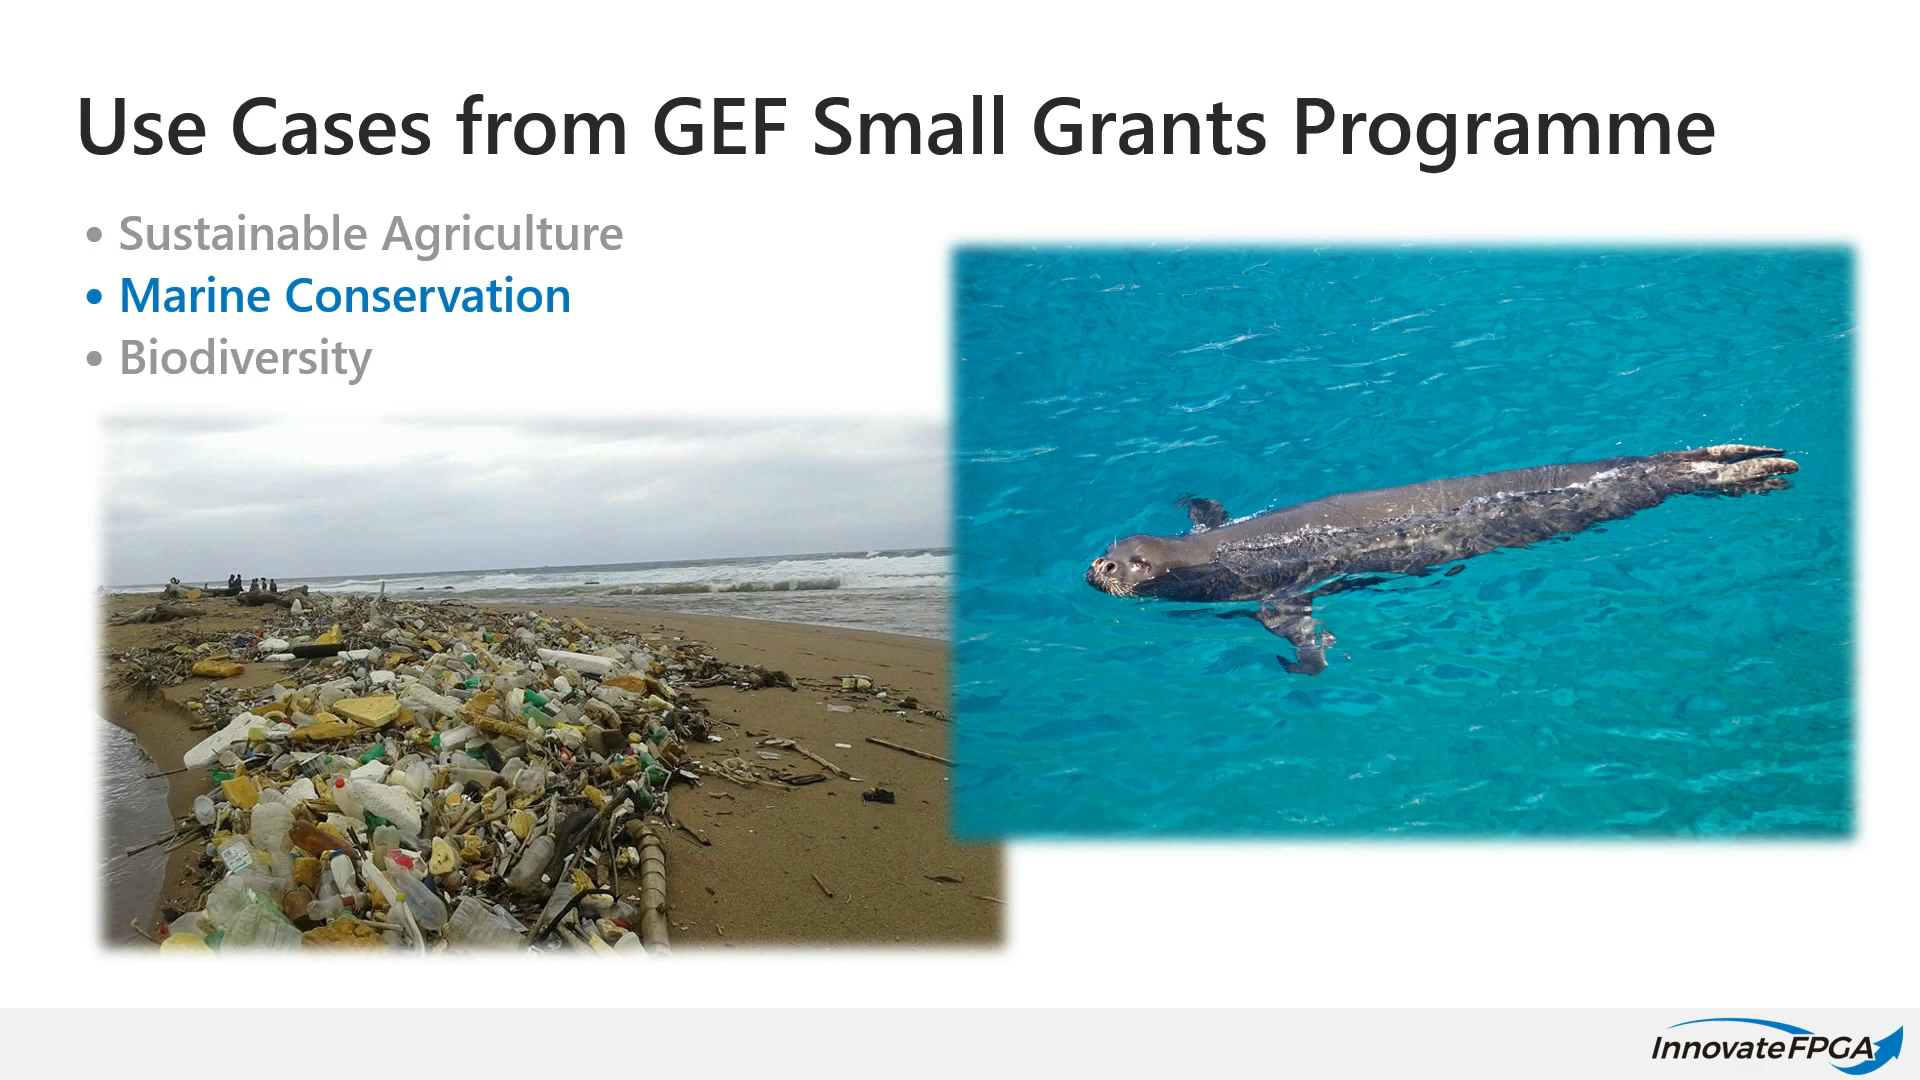 Use Cases from GEF Small Grants Programme
• Sustainable Agriculture
• Marine Conservation
• Biodiversity
InnovateFPGA